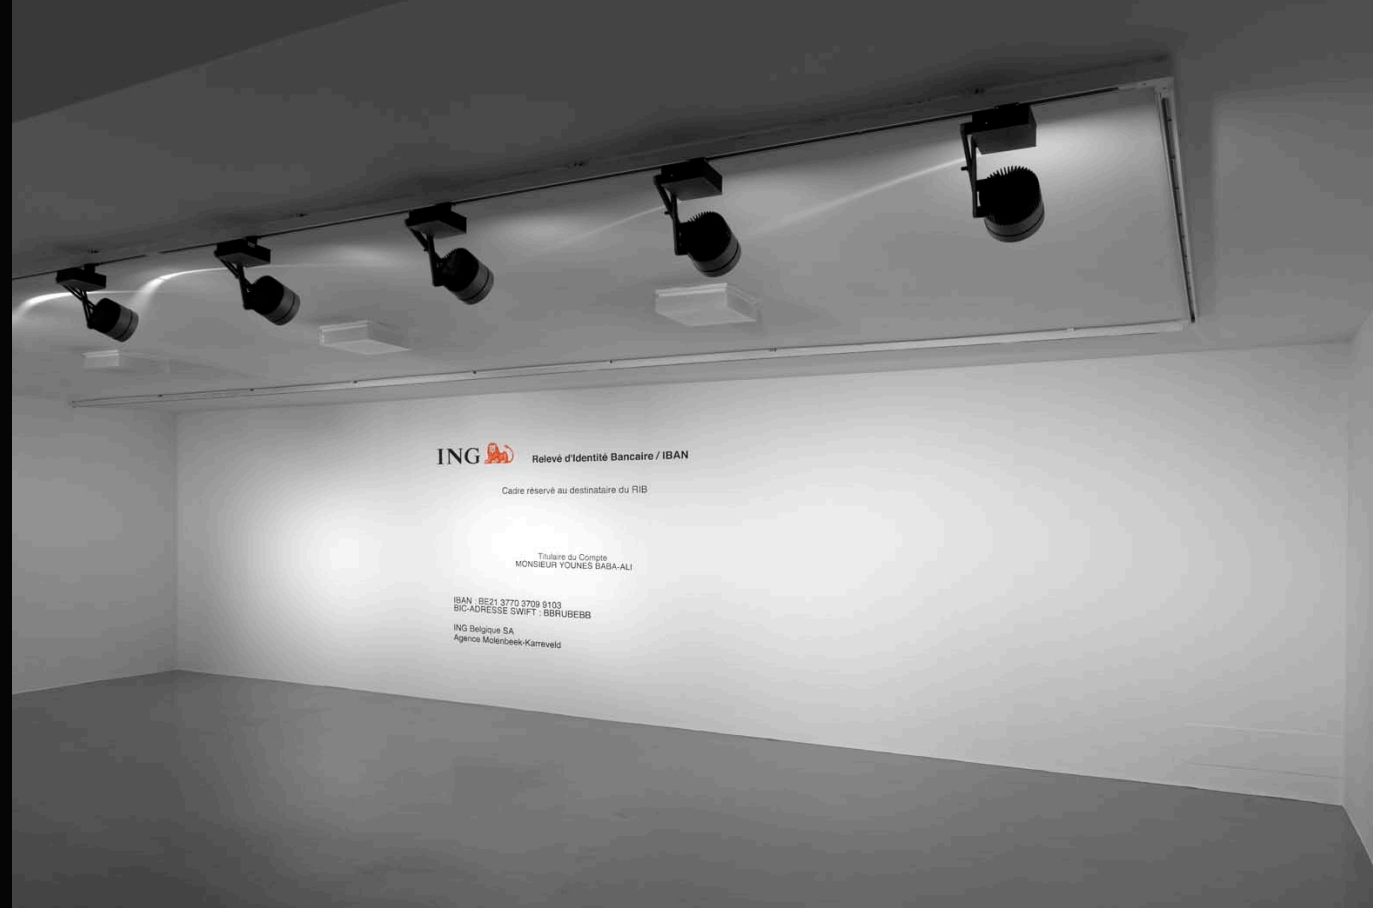 ING
Relevé d'Identité Bancaire / IBAN
Cadre réservé au destinataire du RIB
Titulaire du Compte
MONSIEUR YOUNES BABA-ALI
IBAN : BE21 3770 3709 9103
BIC-ADRESSE SWIFT : BBRUBEBB
ING Belgique SA
Agence Molenbeek-Karreveld